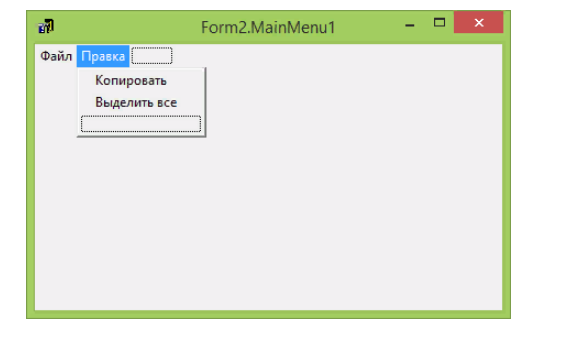 Form2.MainMenu1
Файл Правка
Копировать
Выделить все